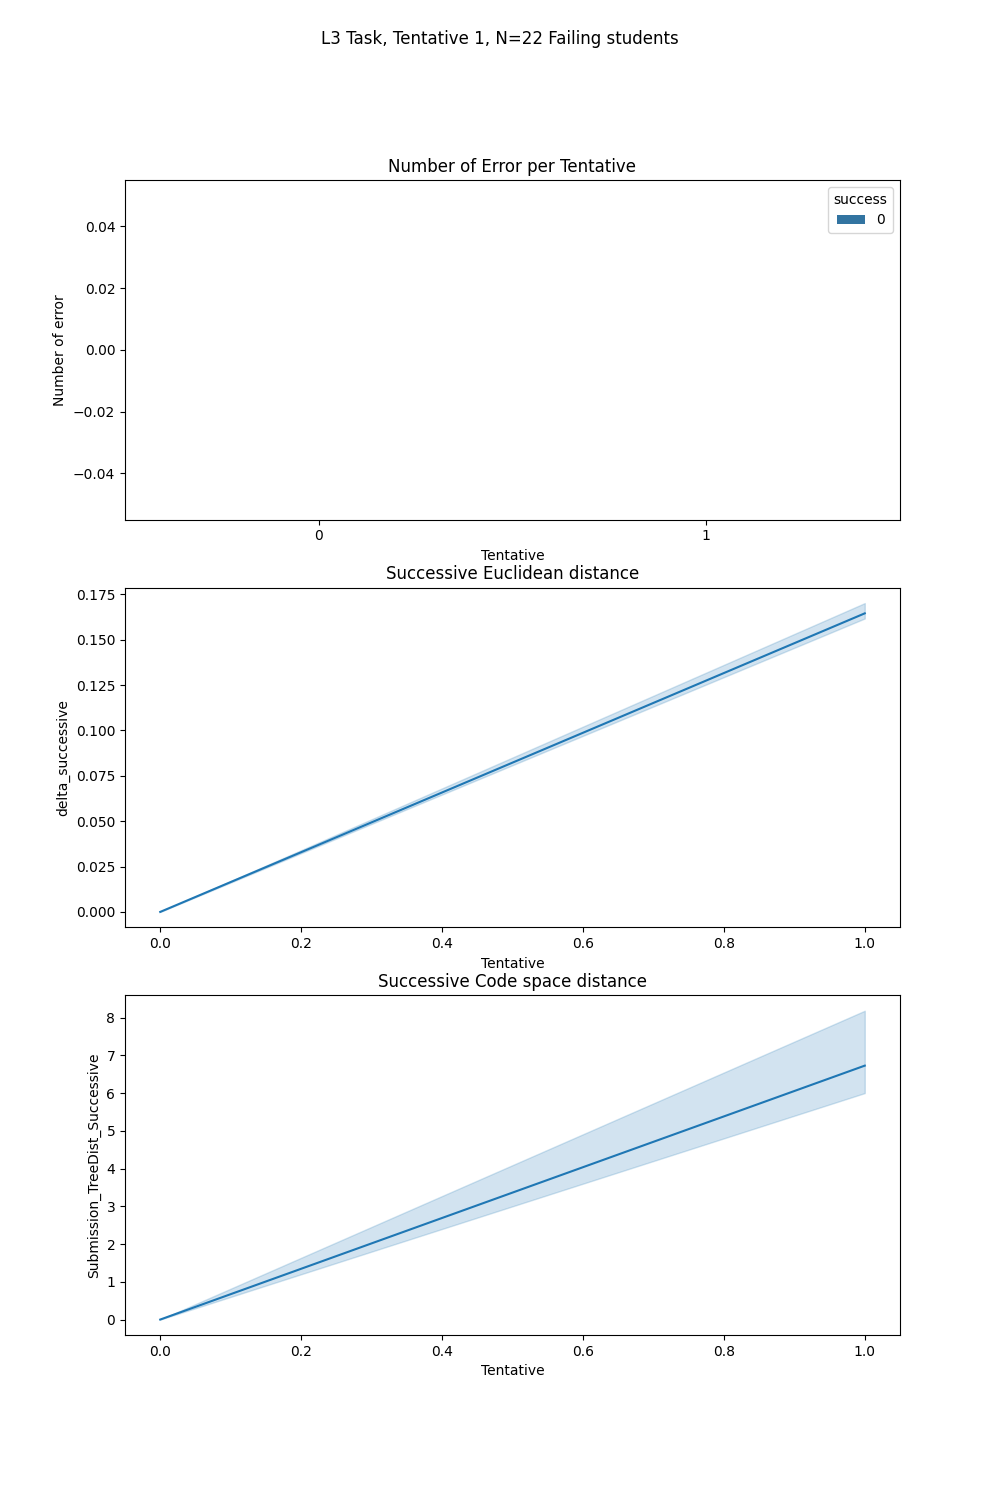 L3 Task, Tentative 1, N=22 Failing students
Number of Error per Tentative
success
0
0.04
0.02
0.00
−0.02
−0.04
Number of error
0 1
Tentative
Successive Euclidean distance
0.175
0.150
0.125
0.100
0.075
0.050
0.025
0.000
delta_successive
0.0 0.2 0.4 0.6 0.8 1.0
Tentative
Successive Code space distance
8
7
6
5
4
3
2
1
0
Submission_TreeDist_Successive
0.0 0.2 0.4 0.6 0.8 1.0
Tentative